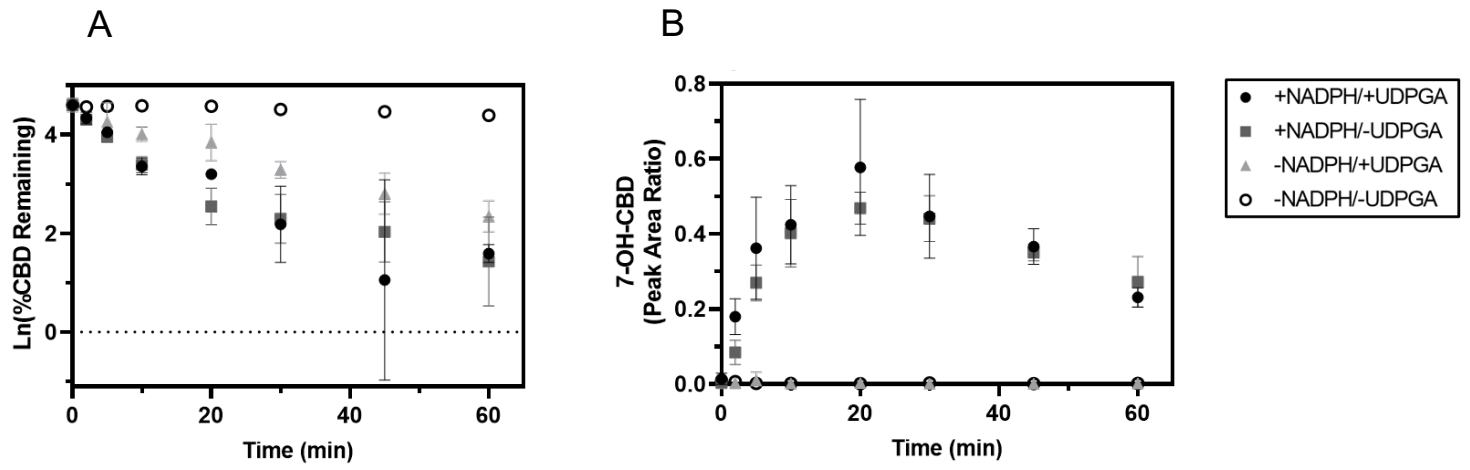 A
B
Ln(%CBD Remaining)
4
2
0
0
20
40
60
Time (min)
7-OH-CBD
(Peak Area Ratio)
0.8
0.6
0.4
0.2
0.0
0
20
40
60
Time (min)
+NADPH/+UDPGA
+NADPH/-UDPGA
-NADPH/+UDPGA
-NADPH/-UDPGA